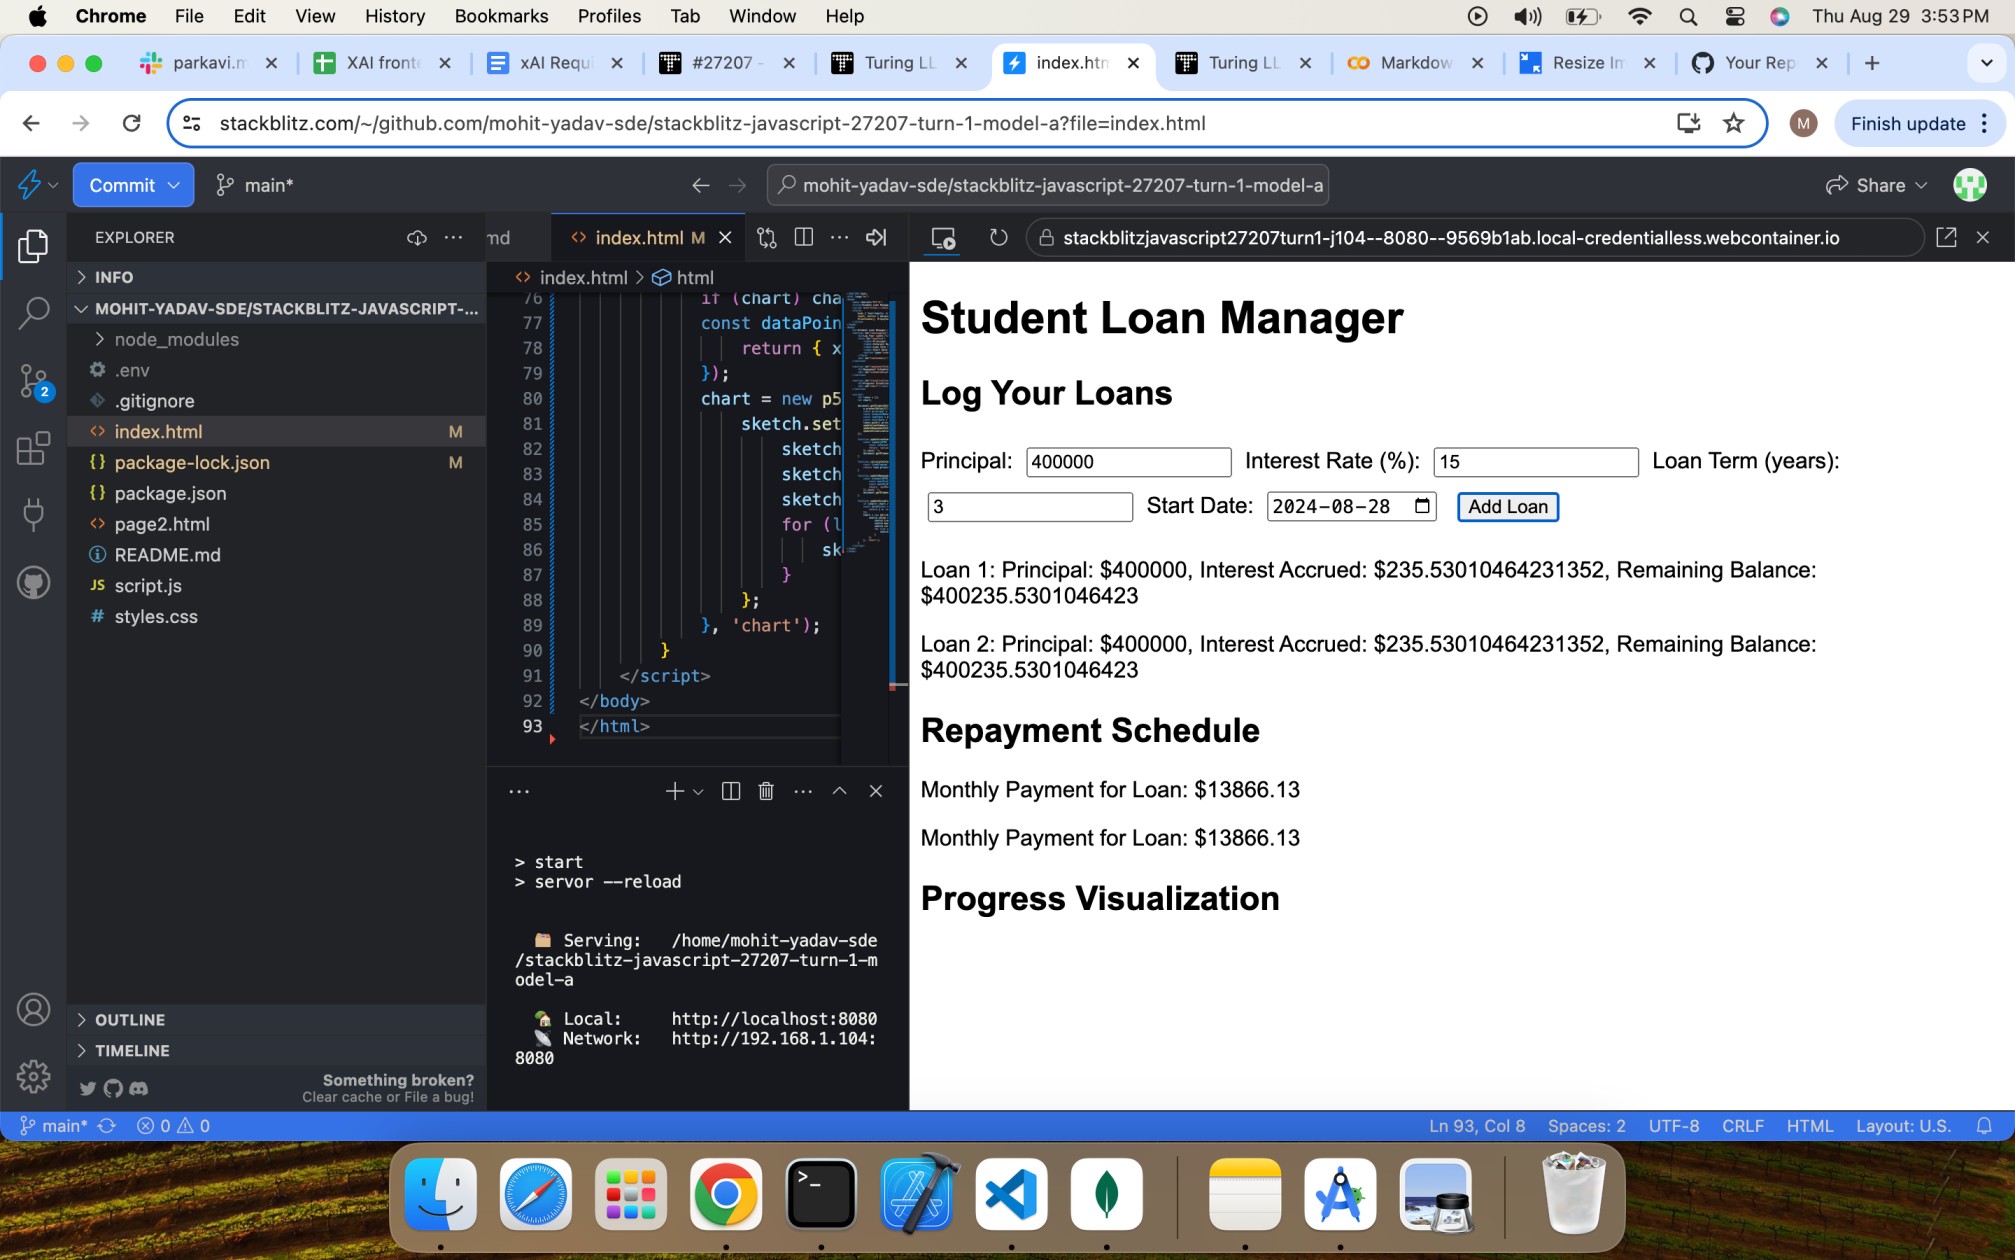 Chrome File Edit View History Bookmarks Profiles Tab Window Help Thu Aug 29 3:53 PM
parkavi.m XAI fronte xAI Requi #27207 - Turing LL index.htm Turing LL Markdow Resize Im Your Rep
stackblitz.com/~/github.com/mohit-yadav-sde/stackblitz-javascript-27207-turn-1-model-a?file=index.html M Finish update
Commit main* mohit-yadav-sde/stackblitz-javascript-27207-turn-1-model-a Share
EXPLORER
INFO
MOHIT-YADAV-SDE/STACKBLITZ-JAVASCRIPT-...
node_modules
.env
.gitignore
index.html M
package-lock.json M
package.json
page2.html
README.md
script.js
styles.css
2
OUTLINE
TIMELINE
Something broken?
Clear cache or File a bug!
md index.html M
index.html > html
76 if (chart) cha
77 const dataPoin
78 return { x
79 });
80 chart = new p5
81 sketch.set
82 sketch
83 sketch
84 sketch
85 for (l
86 sk
87 }
88 };
89 }, 'chart');
90 }
91 </script>
92 </body>
93 </html>
> start
> servor --reload
Serving: /home/mohit-yadav-sde
/stackblitz-javascript-27207-turn-1-m
odel-a
Local: http://localhost:8080
Network: http://192.168.1.104:
8080
stackblitzjavascript27207turn1-j104--8080--9569b1ab.local-credentialless.webcontainer.io
Student Loan Manager
Log Your Loans
Principal: 400000 Interest Rate (%): 15 Loan Term (years):
3 Start Date: 2024-08-28 Add Loan
Loan 1: Principal: $400000, Interest Accrued: $235.53010464231352, Remaining Balance:
$400235.5301046423
Loan 2: Principal: $400000, Interest Accrued: $235.53010464231352, Remaining Balance:
$400235.5301046423
Repayment Schedule
Monthly Payment for Loan: $13866.13
Monthly Payment for Loan: $13866.13
Progress Visualization
main* 0 0 Ln 93, Col 8 Spaces: 2 UTF-8 CRLF HTML Layout: U.S.